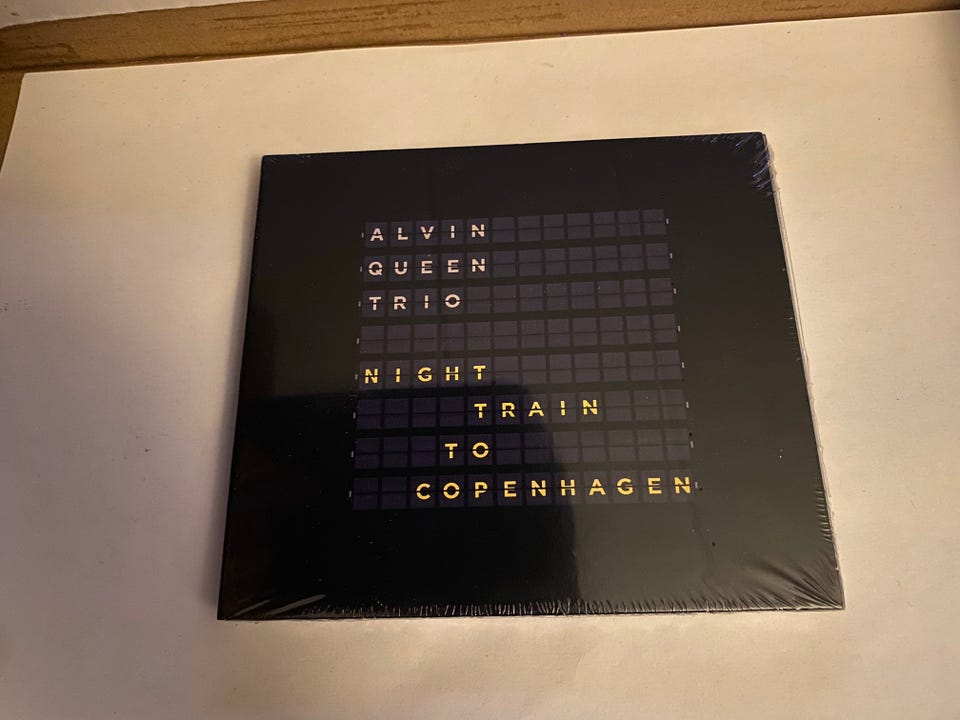 ALVIN
QUEEN
TRIO
NIGHT
TRAIN
TO
COPENHAGEN